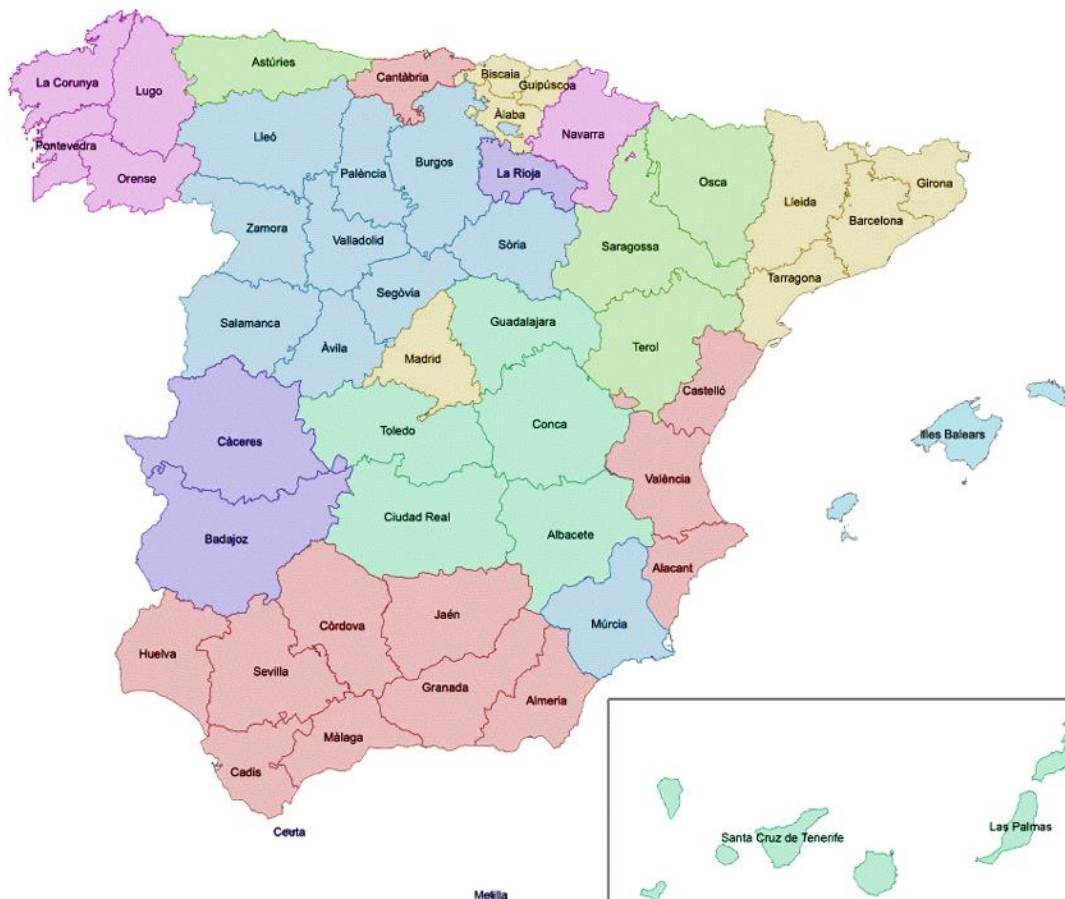 Astúries
Cantàbria
Biscaia
Guipúscoa
La Corunya
Lugo
Àlaba
Navarra
Lleó
Pontevedra
Burgos
Palència
La Rioja
Orense
Osca
Girona
Lleida
Barcelona
Zamora
Valladolid
Sòria
Saragossa
Tarragona
Segòvia
Salamanca
Guadalajara
Àvila
Madrid
Terol
Castelló
Càceres
Toledo
Conca
Illes Balears
València
Ciudad Real
Badajoz
Albacete
Alacant
Jaén
Còrdova
Múrcia
Huelva
Sevilla
Granada
Almeria
Màlaga
Cadis
Ceuta
Santa Cruz de Tenerife
Las Palmas
Melilla